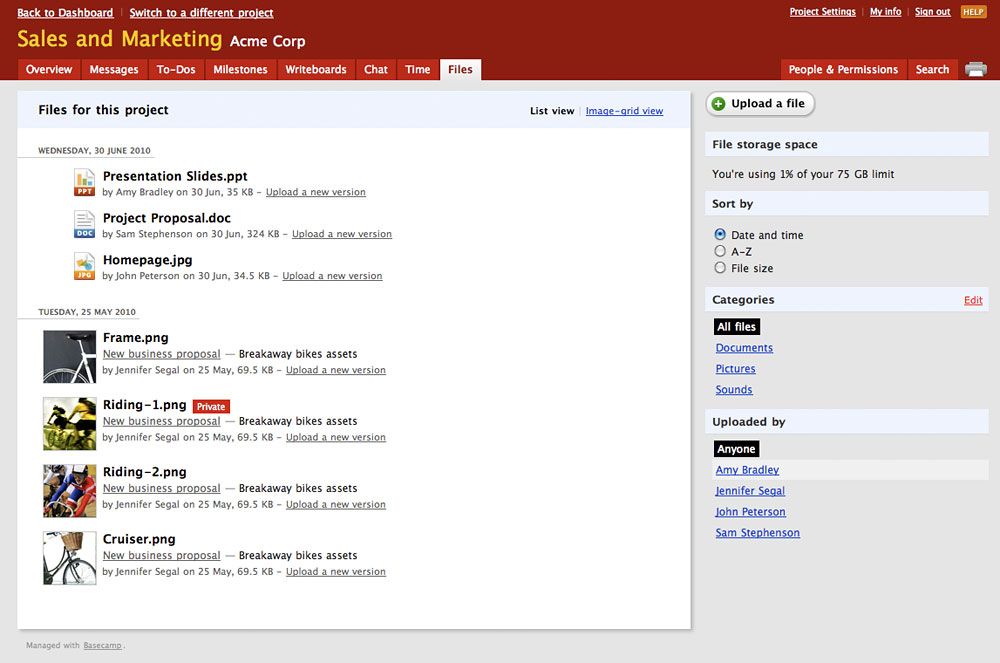 Back to Dashboard | Switch to a different project
Project Settings | My info | Sign out HELP
Sales and Marketing Acme Corp
Overview Messages To-Dos Milestones Writeboards Chat Time Files
People & Permissions Search
Files for this project
List view | Image-grid view
WEDNESDAY, 30 JUNE 2010
PPT
Presentation Slides.ppt
by Amy Bradley on 30 Jun, 35 KB – Upload a new version
DOC
Project Proposal.doc
by Sam Stephenson on 30 Jun, 324 KB – Upload a new version
JPG
Homepage.jpg
by John Peterson on 30 Jun, 34.5 KB – Upload a new version
TUESDAY, 25 MAY 2010
Frame.png
New business proposal — Breakaway bikes assets
by Jennifer Segal on 25 May, 69.5 KB – Upload a new version
Riding-1.png Private
New business proposal — Breakaway bikes assets
by Jennifer Segal on 25 May, 69.5 KB – Upload a new version
Riding-2.png
New business proposal — Breakaway bikes assets
by Jennifer Segal on 25 May, 69.5 KB – Upload a new version
Cruiser.png
New business proposal — Breakaway bikes assets
by Jennifer Segal on 25 May, 69.5 KB – Upload a new version
Upload a file
File storage space
You're using 1% of your 75 GB limit
Sort by
Date and time
A-Z
File size
Categories Edit
All files
Documents
Pictures
Sounds
Uploaded by
Anyone
Amy Bradley
Jennifer Segal
John Peterson
Sam Stephenson
Managed with Basecamp.